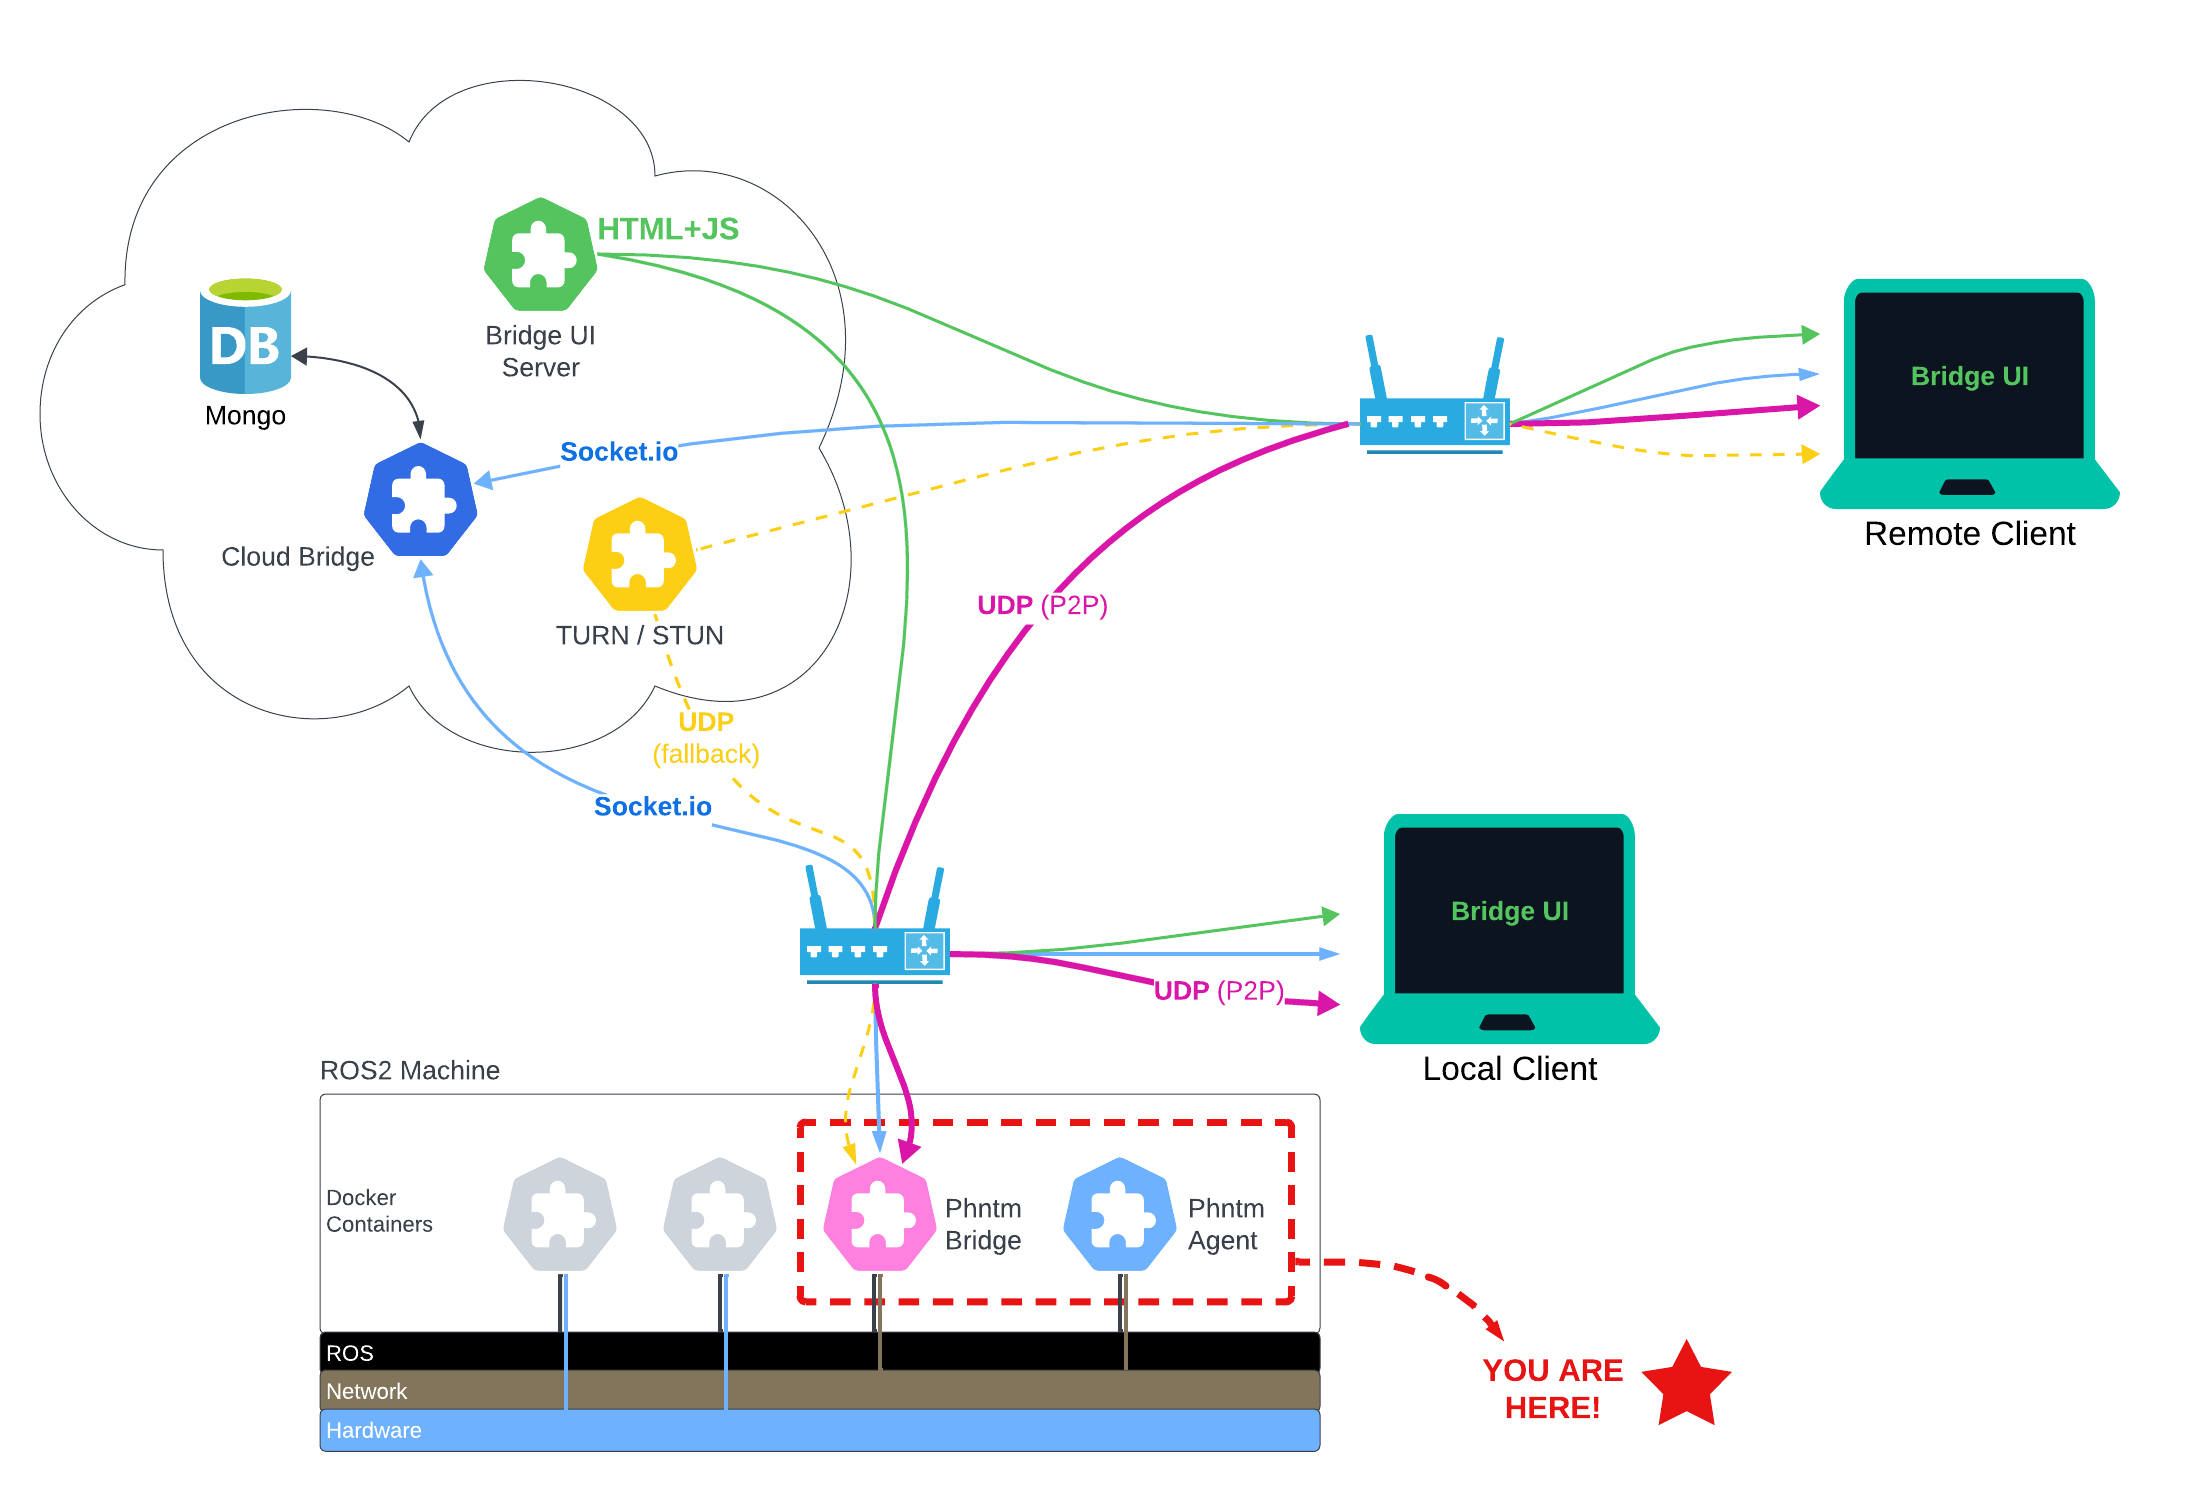 HTML+JS
Bridge UI
Server
DB
Mongo
Bridge UI
Socket.io
Remote Client
Cloud Bridge
TURN / STUN
UDP (P2P)
UDP
(fallback)
Socket.io
Bridge UI
UDP (P2P)
Local Client
ROS2 Machine
Docker
Containers
Phntm
Bridge
Phntm
Agent
ROS
Network
Hardware
YOU ARE
HERE!